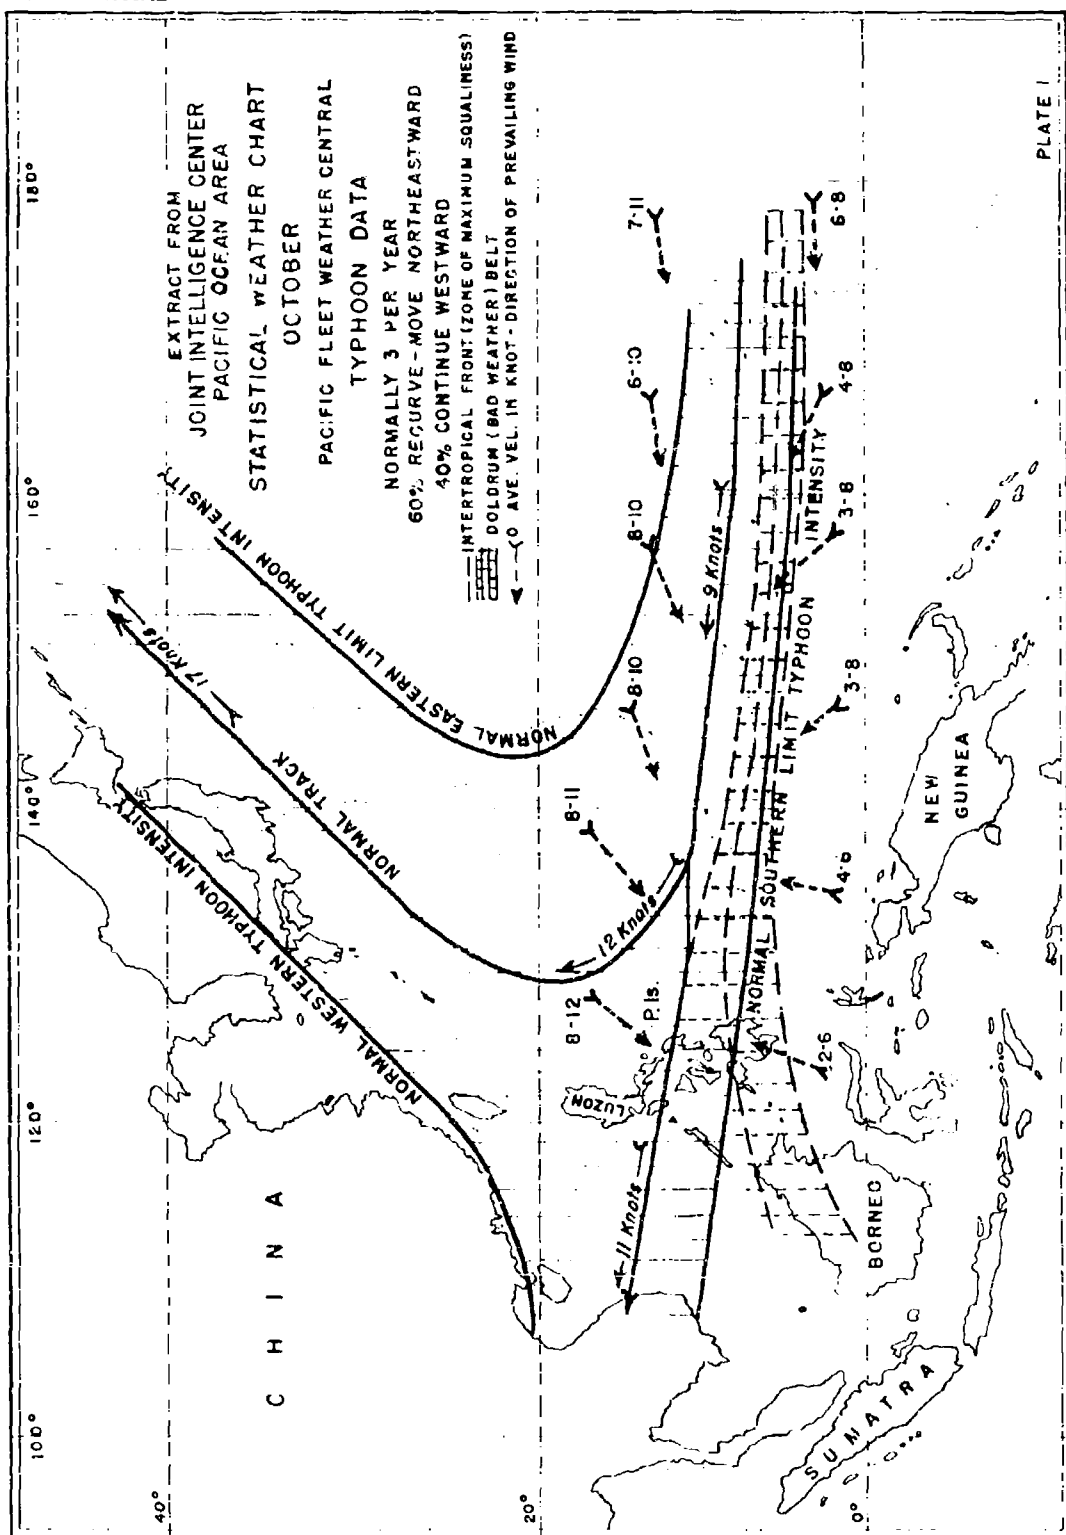 EXTRACT FROM
JOINT INTELLIGENCE CENTER
PACIFIC OCEAN AREA
STATISTICAL WEATHER CHART
OCTOBER
PACIFIC FLEET WEATHER CENTRAL
TYPHOON DATA
NORMALLY 3 PER YEAR
60% RECURVE-MOVE NORTHEASTWARD
40% CONTINUE WESTWARD
INTERTROPICAL FRONT (ZONE OF MAXIMUM SQUALINESS)
DOLDRUM (BAD WEATHER) BELT
AVE. VEL. IN KNOT-DIRECTION OF PREVAILING WIND
100°
120°
140°
160°
180°
40°
20°
0°
CHINA
NORMAL WESTERN TYPHOON INTENSITY
NORMAL TRACK
17 Knots
NORMAL EASTERN LIMIT TYPHOON INTENSITY
12 Knots
9 Knots
11 Knots
8-12
8-11
8-10
8-10
6-10
7-11
P.Is.
LUZON
NORMAL SOUTHERN LIMIT TYPHOON INTENSITY
2-6
4-6
3-8
3-8
4-8
6-8
BORNEO
SUMATRA
NEW
GUINEA
PLATE I